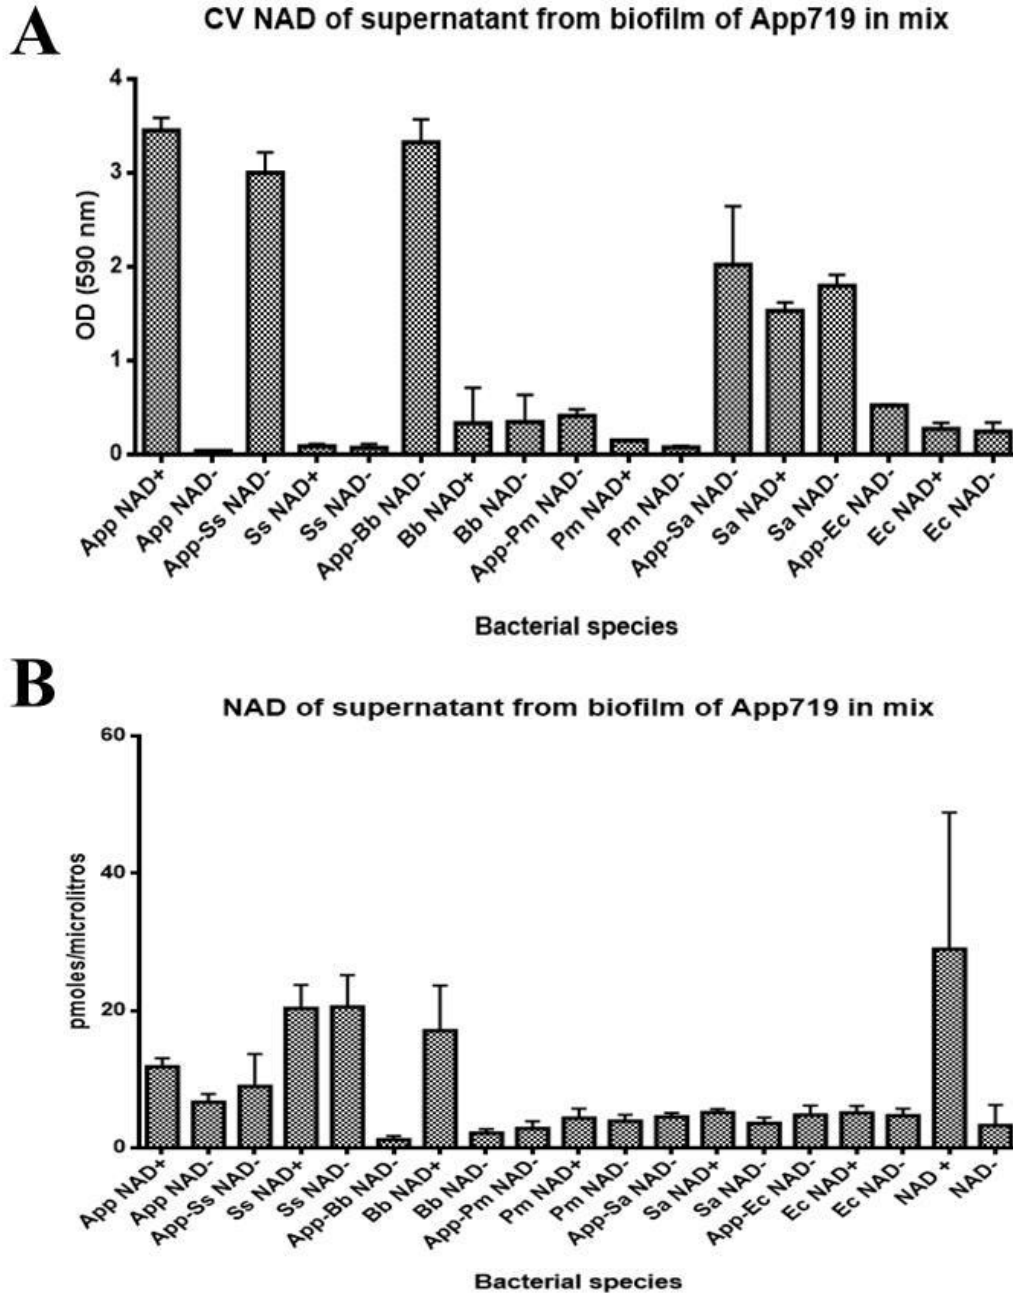 A
CV NAD of supernatant from biofilm of App719 in mix
OD (590 nm)
4
3
2
1
0
App NAD+
App NAD-
App-Ss NAD-
Ss NAD+
Ss NAD-
App-Bb NAD-
Bb NAD+
Bb NAD-
App-Pm NAD-
Pm NAD+
Pm NAD-
App-Sa NAD-
Sa NAD+
Sa NAD-
App-Ec NAD-
Ec NAD+
Ec NAD-
Bacterial species
B
NAD of supernatant from biofilm of App719 in mix
pmoles/microlitros
60
40
20
0
App NAD+
App NAD-
App-Ss NAD-
Ss NAD+
Ss NAD-
App-Bb NAD-
Bb NAD+
Bb NAD-
App-Pm NAD-
Pm NAD+
Pm NAD-
App-Sa NAD-
Sa NAD+
Sa NAD-
App-Ec NAD-
Ec NAD+
Ec NAD-
NAD +
NAD-
Bacterial species